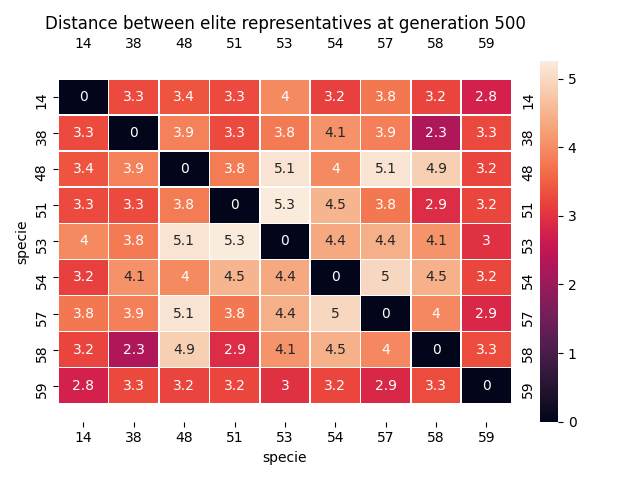 Distance between elite representatives at generation 500
14 38 48 51 53 54 57 58 59
14 0 3.3 3.4 3.3 4 3.2 3.8 3.2 2.8 14
38 3.3 0 3.9 3.3 3.8 4.1 3.9 2.3 3.3 38
48 3.4 3.9 0 3.8 5.1 4 5.1 4.9 3.2 48
51 3.3 3.3 3.8 0 5.3 4.5 3.8 2.9 3.2 51
53 4 3.8 5.1 5.3 0 4.4 4.4 4.1 3 53
54 3.2 4.1 4 4.5 4.4 0 5 4.5 3.2 54
57 3.8 3.9 5.1 3.8 4.4 5 0 4 2.9 57
58 3.2 2.3 4.9 2.9 4.1 4.5 4 0 3.3 58
59 2.8 3.3 3.2 3.2 3 3.2 2.9 3.3 0 59
14 38 48 51 53 54 57 58 59
specie
specie
5
4
3
2
1
0